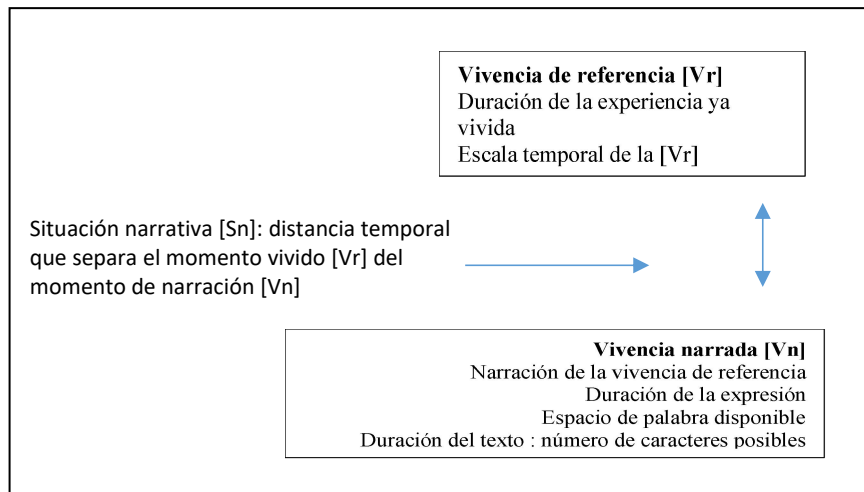 Vivencia de referencia [Vr]
Duración de la experiencia ya
vivida
Escala temporal de la [Vr]
Situación narrativa [Sn]: distancia temporal
que separa el momento vivido [Vr] del
momento de narración [Vn]
Vivencia narrada [Vn]
Narración de la vivencia de referencia
Duración de la expresión
Espacio de palabra disponible
Duración del texto : número de caracteres posibles